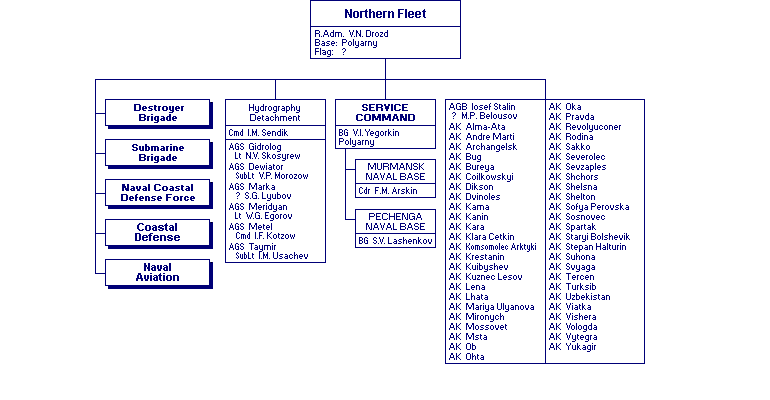 Northern Fleet
R.Adm. V.N. Drozd
Base: Polyarny
Flag: ?
Destroyer
Brigade
Submarine
Brigade
Naval Coastal
Defense Force
Coastal
Defense
Naval
Aviation
Hydrography
Detachment
Cmd I.M. Sendik
AGS Gidrolog
Lt N.V. Skosyrew
AGS Dewiator
SubLt V.P. Morozow
AGS Marka
? S.G. Lyubov
AGS Meridyan
Lt W.G. Egorov
AGS Metel
Cmd I.F. Kotzow
AGS Taymir
SubLt I.M. Usachev
SERVICE
COMMAND
BG V.I. Yegorkin
Polyarny
MURMANSK
NAVAL BASE
Cdr F.M. Arskin
PECHENGA
NAVAL BASE
BG S.V. Lashenkov
AGB Iosef Stalin
? M.P. Belousov
AK Alma-Ata
AK Andre Marti
AK Archangelsk
AK Bug
AK Bureya
AK Coilkowskyi
AK Dikson
AK Dvinoles
AK Kama
AK Kanin
AK Kara
AK Klara Cetkin
AK Komsomolec Arktyki
AK Krestanin
AK Kuibyshev
AK Kuznec Lesov
AK Lena
AK Lhata
AK Mariya Ulyanova
AK Mironych
AK Mossovet
AK Msta
AK Ob
AK Ohta
AK Oka
AK Pravda
AK Revolyuconer
AK Rodina
AK Sakko
AK Severolec
AK Sevzaples
AK Shchors
AK Shelsna
AK Shelton
AK Sofya Perovska
AK Sosnovec
AK Spartak
AK Staryi Bolshevik
AK Stepan Halturin
AK Suhona
AK Svyaga
AK Tercen
AK Turksib
AK Uzbekistan
AK Viatka
AK Vishera
AK Vologda
AK Vytegra
AK Yukagir